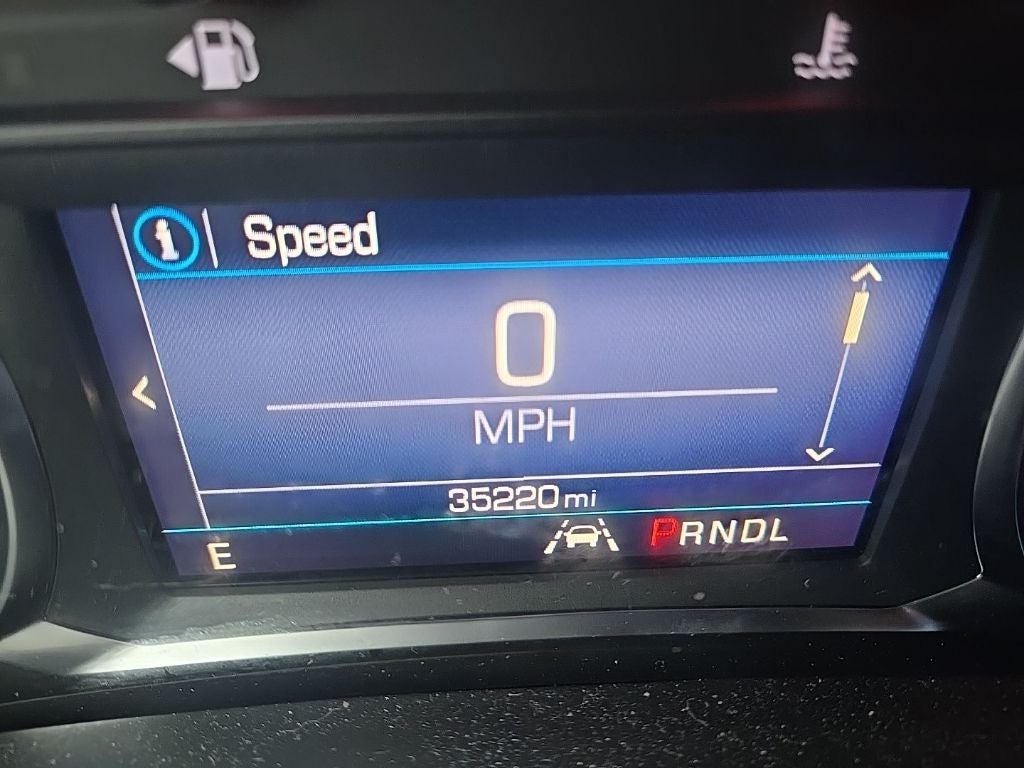 Speed
0
MPH
35220 mi
E
PRNDL